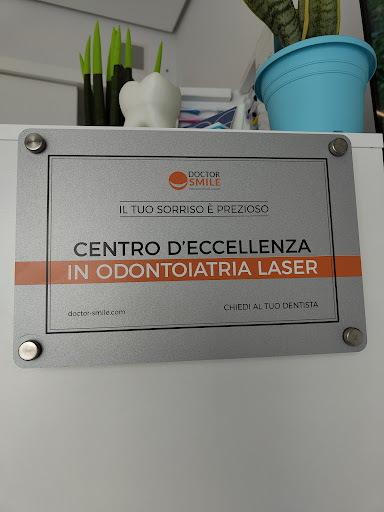 DOCTOR
SMILE
IL TUO SORRISO È PREZIOSO
CENTRO D'ECCELLENZA
IN ODONTOIATRIA LASER
doctor-smile.com
CHIEDI AL TUO DENTISTA